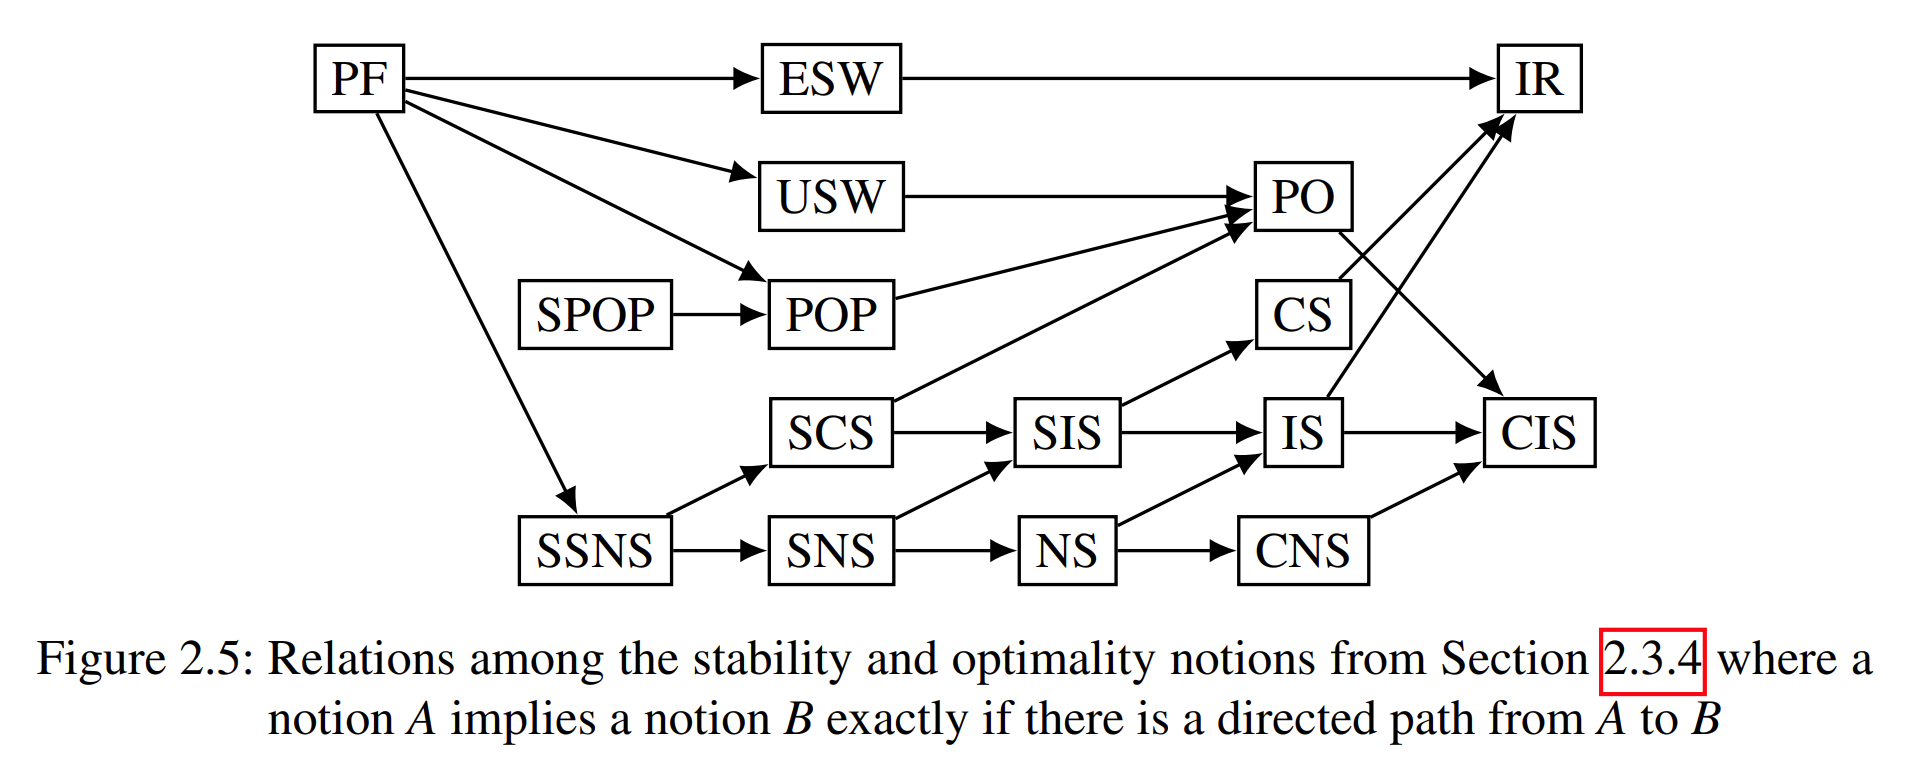 PF ESW IR
USW PO
SPOP POP CS
SCS SIS IS CIS
SSNS SNS NS CNS
Figure 2.5: Relations among the stability and optimality notions from Section 2.3.4 where a
notion A implies a notion B exactly if there is a directed path from A to B